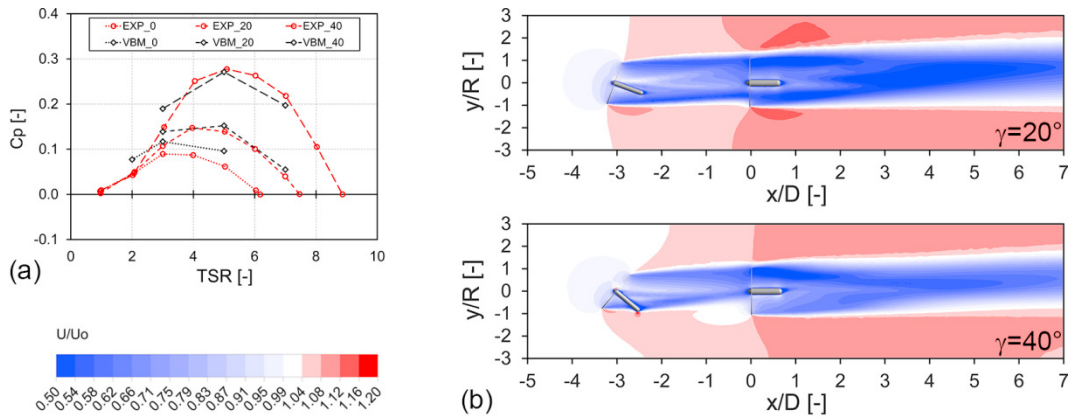 EXP_0 EXP_20 EXP_40
VBM_0 VBM_20 VBM_40
0.4
0.3
0.2
0.1
0.0
-0.1
Cp [-]
0 2 4 6 8 10
TSR [-]
(a)
U/Uo
0.50 0.54 0.58 0.62 0.66 0.71 0.75 0.79 0.83 0.87 0.91 0.95 0.99 1.04 1.08 1.12 1.16 1.20
3
2
1
0
-1
-2
-3
y/R [-]
γ=20°
-5 -4 -3 -2 -1 0 1 2 3 4 5 6 7
x/D [-]
3
2
1
0
-1
-2
-3
y/R [-]
γ=40°
-5 -4 -3 -2 -1 0 1 2 3 4 5 6 7
x/D [-]
(b)